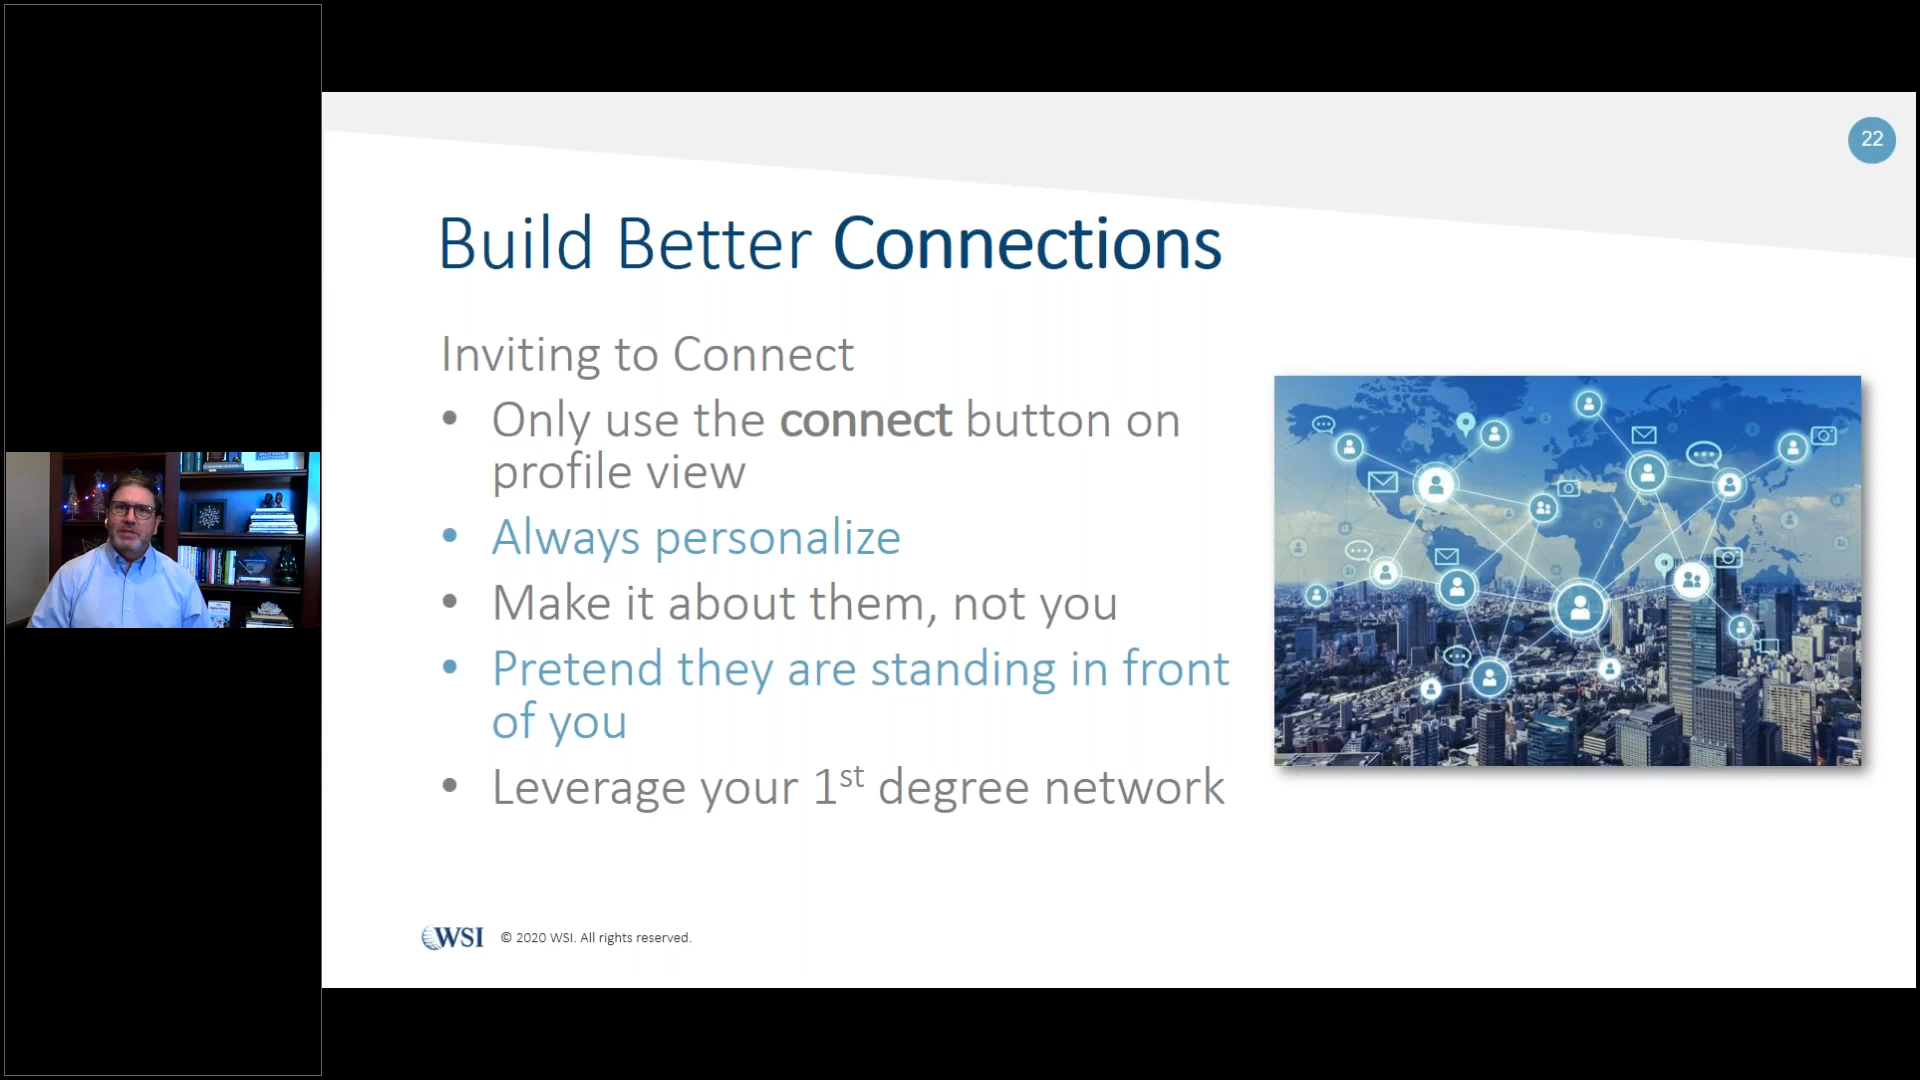 22
Build Better Connections
Inviting to Connect
• Only use the connect button on
profile view
• Always personalize
• Make it about them, not you
• Pretend they are standing in front
of you
• Leverage your 1st degree network
WSI © 2020 WSI. All rights reserved.